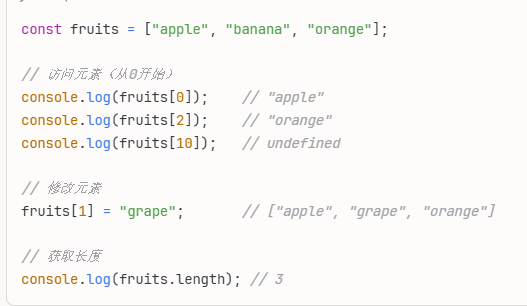 const fruits = ["apple", "banana", "orange"];
// 访问元素（从0开始）
console.log(fruits[0]);    // "apple"
console.log(fruits[2]);    // "orange"
console.log(fruits[10]);   // undefined
// 修改元素
fruits[1] = "grape";       // ["apple", "grape", "orange"]
// 获取长度
console.log(fruits.length); // 3